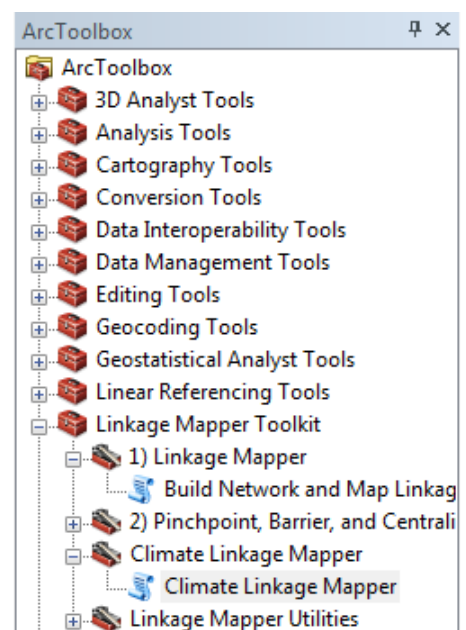 ArcToolbox
ArcToolbox
3D Analyst Tools
Analysis Tools
Cartography Tools
Conversion Tools
Data Interoperability Tools
Data Management Tools
Editing Tools
Geocoding Tools
Geostatistical Analyst Tools
Linear Referencing Tools
Linkage Mapper Toolkit
1) Linkage Mapper
Build Network and Map Linkag
2) Pinchpoint, Barrier, and Centrali
Climate Linkage Mapper
Climate Linkage Mapper
Linkage Mapper Utilities